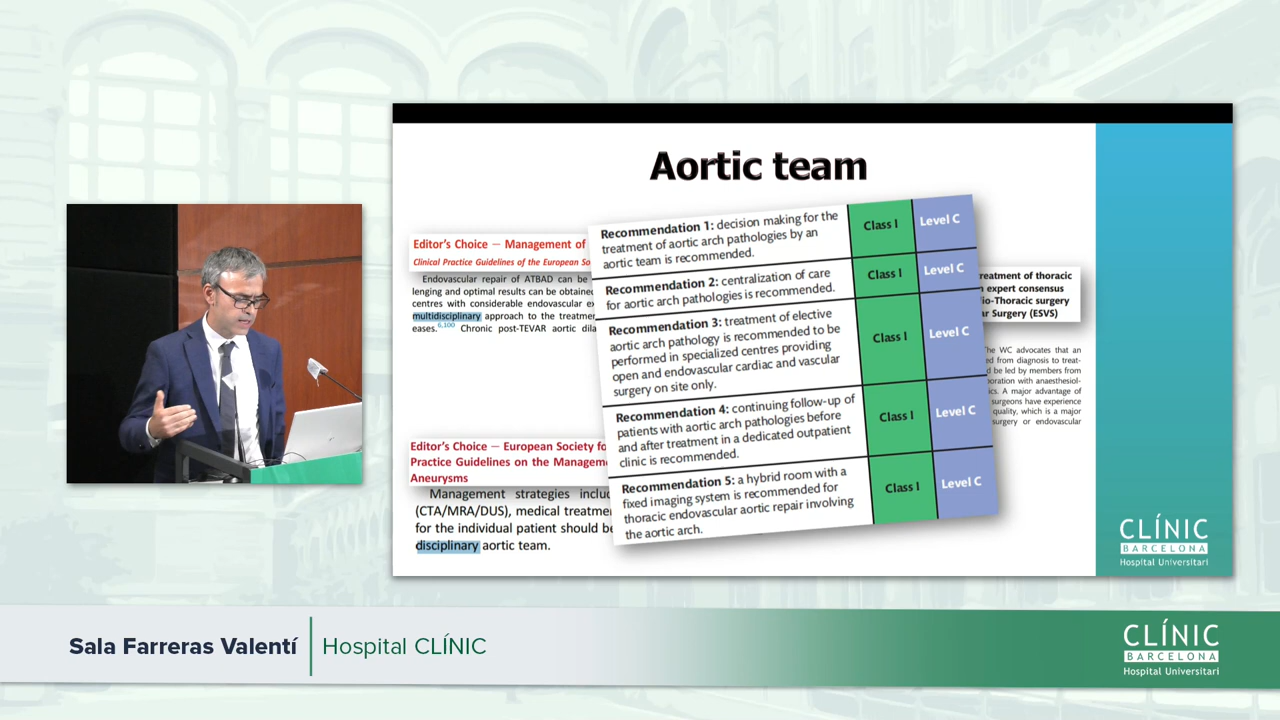 Aortic team
Editor's Choice — Management of
Clinical Practice Guidelines of the European So
Endovascular repair of ATBAD can be
lenging and optimal results can be obtained
centres with considerable endovascular ex
multidisciplinary approach to the treatmen
eases.6,100 Chronic post-TEVAR aortic dila
Editor's Choice — European Society fo
Practice Guidelines on the Manageme
Aneurysms
Management strategies includ
(CTA/MRA/DUS), medical treatmen
for the individual patient should be
disciplinary aortic team.
Recommendation 1: decision making for the
treatment of aortic arch pathologies by an
aortic team is recommended.
Class I
Level C
Recommendation 2: centralization of care
for aortic arch pathologies is recommended.
Class I
Level C
Recommendation 3: treatment of elective
aortic arch pathology is recommended to be
performed in specialized centres providing
open and endovascular cardiac and vascular
surgery on site only.
Class I
Level C
Recommendation 4: continuing follow-up of
patients with aortic arch pathologies before
and after treatment in a dedicated outpatient
clinic is recommended.
Class I
Level C
Recommendation 5: a hybrid room with a
fixed imaging system is recommended for
thoracic endovascular aortic repair involving
the aortic arch.
Class I
Level C
reatment of thoracic
n expert consensus
io-Thoracic surgery
ar Surgery (ESVS)
The WC advocates that an
ed from diagnosis to treat-
d be led by members from
oration with anaesthesiol-
ics. A major advantage of
surgeons have experience
quality, which is a major
surgery or endovascular
CLÍNIC
BARCELONA
Hospital Universitari
Sala Farreras Valentí
Hospital CLÍNIC
CLÍNIC
BARCELONA
Hospital Universitari